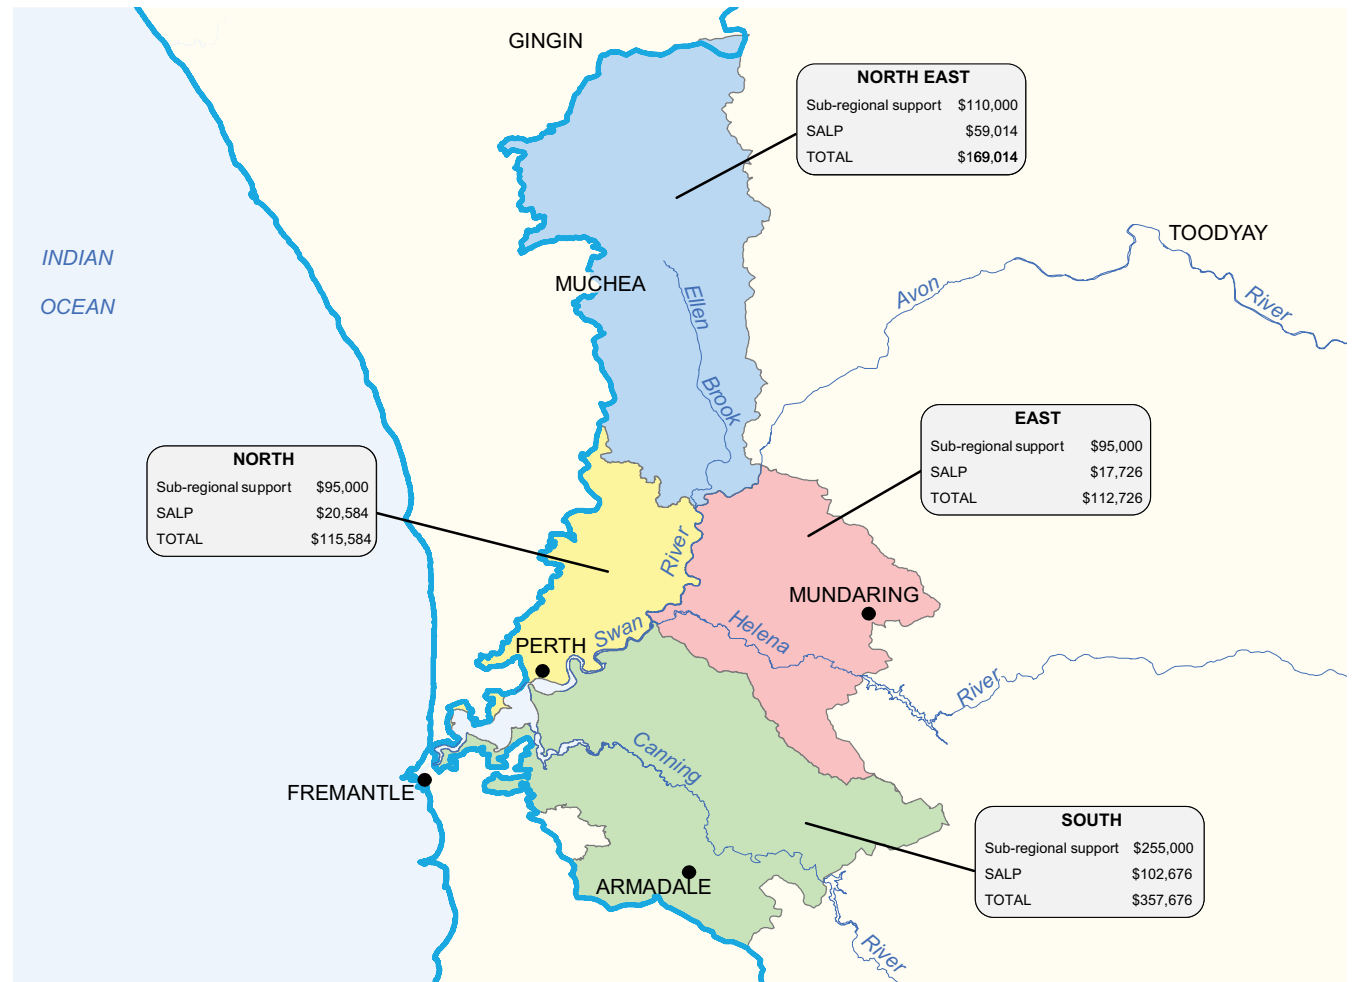 GINGIN
NORTH EAST
Sub-regional support $110,000
SALP $59,014
TOTAL $169,014
TOODYAY
INDIAN
OCEAN
MUCHEA
Ellen
Brook
Avon
River
EAST
Sub-regional support $95,000
SALP $17,726
TOTAL $112,726
NORTH
Sub-regional support $95,000
SALP $20,584
TOTAL $115,584
River
Swan
MUNDARING
Helena
River
PERTH
Canning
River
FREMANTLE
ARMADALE
SOUTH
Sub-regional support $255,000
SALP $102,676
TOTAL $357,676